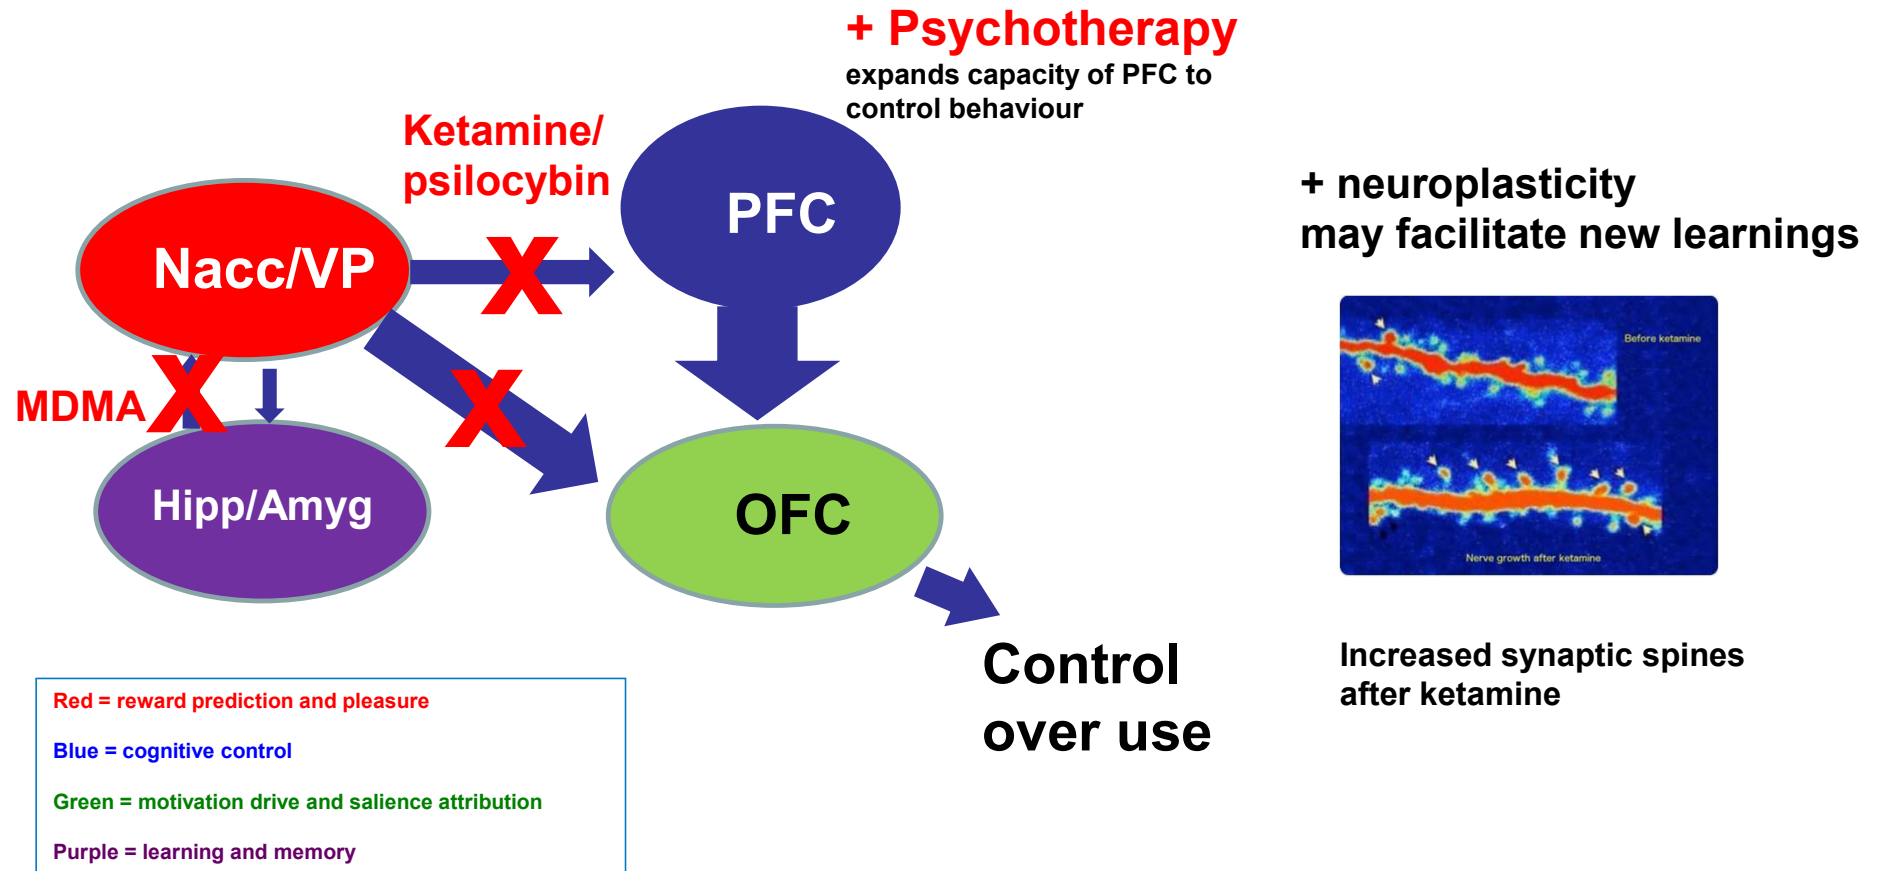 + Psychotherapy
expands capacity of PFC to
control behaviour
Ketamine/
psilocybin
PFC
Nacc/VP
X
X
MDMA
X
Hipp/Amyg
OFC
Control
over use
+ neuroplasticity
may facilitate new learnings
Before ketamine
Nerve growth after ketamine
Increased synaptic spines
after ketamine
Red = reward prediction and pleasure
Blue = cognitive control
Green = motivation drive and salience attribution
Purple = learning and memory